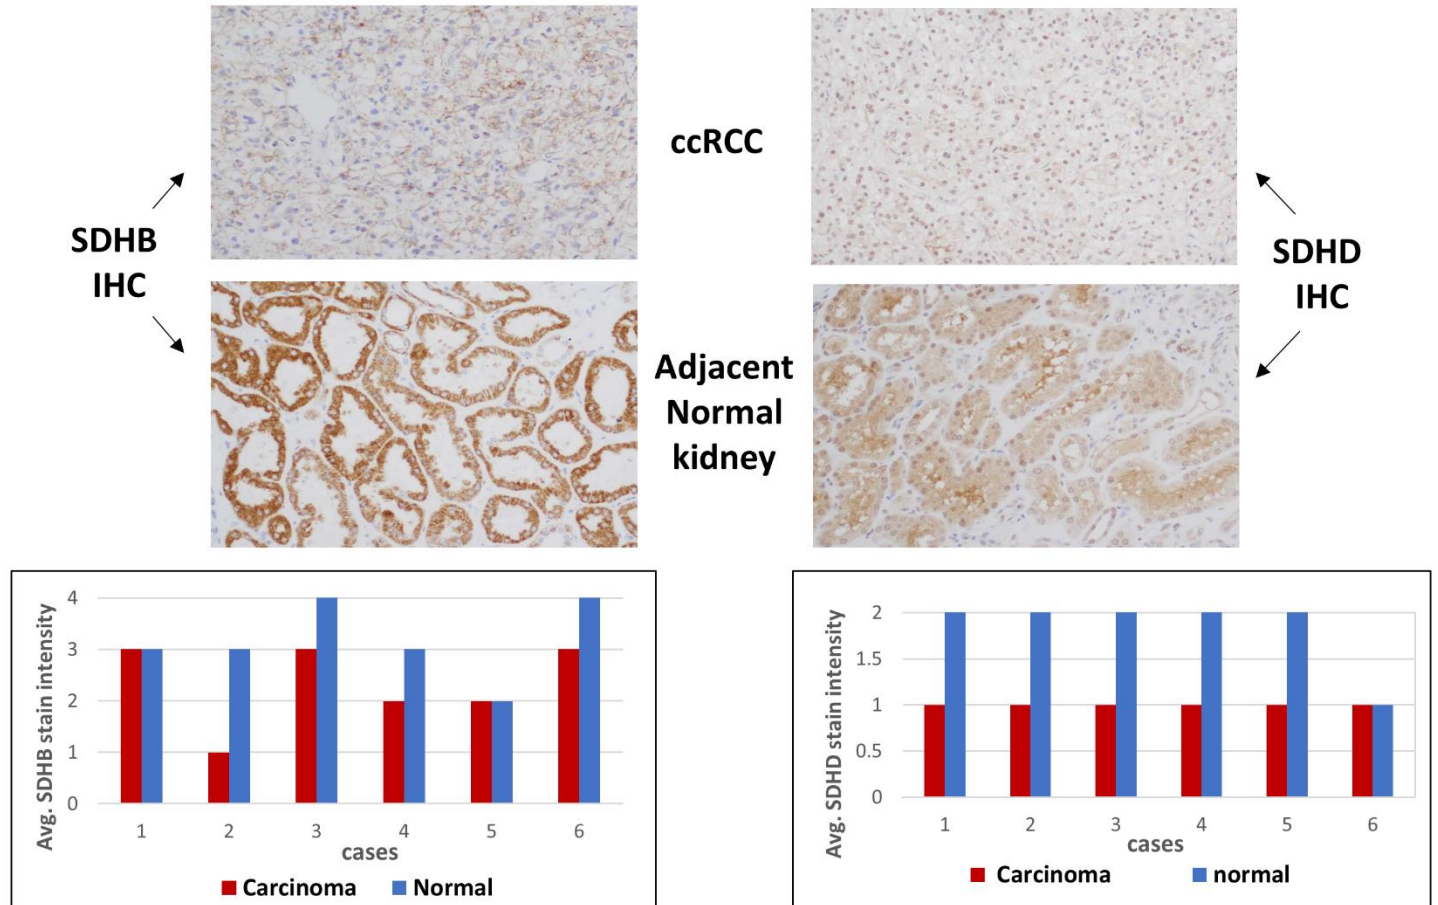 ccRCC
SDHB
IHC
SDHD
IHC
Adjacent
Normal
kidney
Avg. SDHB stain intensity
4
3
2
1
0
1 2 3 4 5 6
cases
Carcinoma Normal
Avg. SDHD stain intensity
2
1.5
1
0.5
0
1 2 3 4 5 6
cases
Carcinoma normal